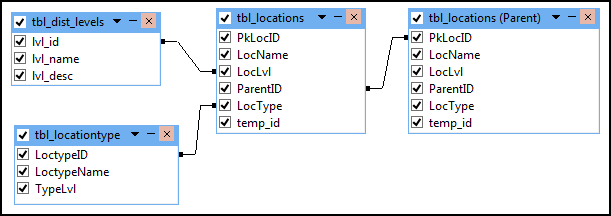 tbl_dist_levels
lvl_id
lvl_name
lvl_desc
tbl_locations
PkLocID
LocName
LocLvl
ParentID
LocType
temp_id
tbl_locations (Parent)
PkLocID
LocName
LocLvl
ParentID
LocType
temp_id
tbl_locationtype
LoctypeID
LoctypeName
TypeLvl